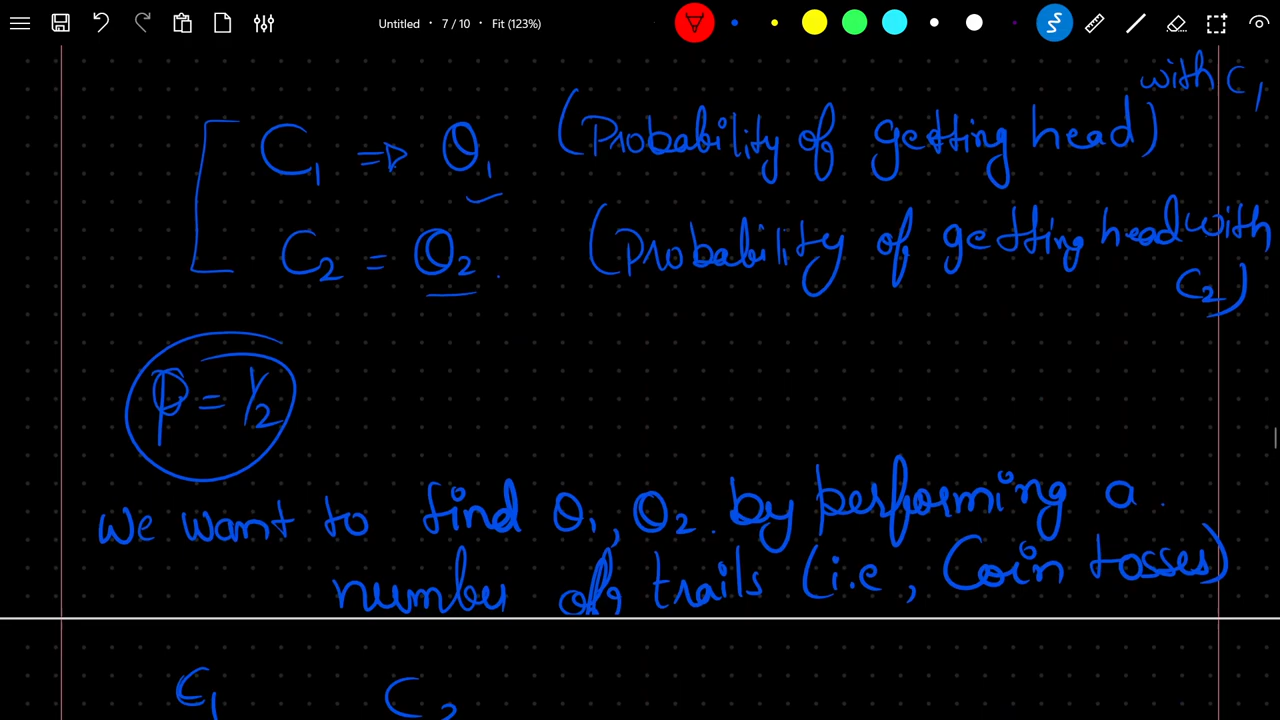 Untitled • 7 / 10 • Fit (123%)
with C1
C1 => θ1 (Probability of getting head)
C2 = θ2. (Probability of getting head with
C2)
P = 1/2
We want to find θ1, θ2. by performing a.
number of trails (i.e, Coin tosses)
C1 C2